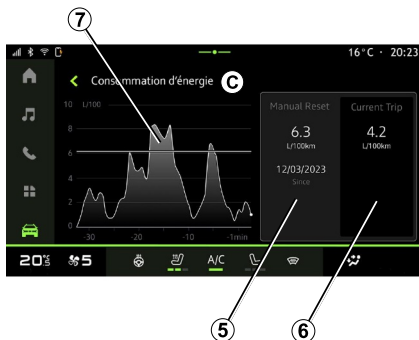 7
16°C · 20:23
Consommation d'énergie C
10 L/100
8
6
4
2
0
-30 -20 -10 -1min
Manual Reset
6.3
L/100km
12/03/2023
Since
Current Trip
4.2
L/100km
20°5 5 A/C
5 6